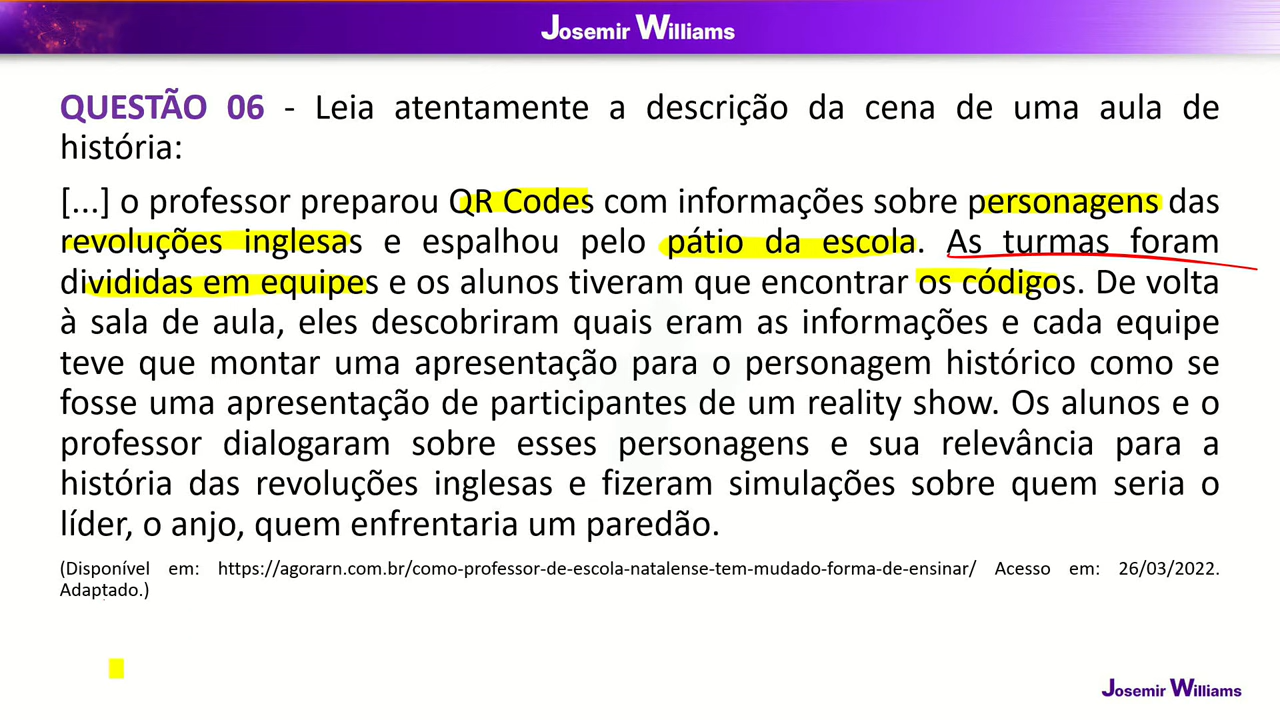 Josemir Williams
QUESTÃO 06 - Leia atentamente a descrição da cena de uma aula de
história:
[...] o professor preparou QR Codes com informações sobre personagens das
revoluções inglesas e espalhou pelo pátio da escola. As turmas foram
divididas em equipes e os alunos tiveram que encontrar os códigos. De volta
à sala de aula, eles descobriram quais eram as informações e cada equipe
teve que montar uma apresentação para o personagem histórico como se
fosse uma apresentação de participantes de um reality show. Os alunos e o
professor dialogaram sobre esses personagens e sua relevância para a
história das revoluções inglesas e fizeram simulações sobre quem seria o
líder, o anjo, quem enfrentaria um paredão.
(Disponível em: https://agorarn.com.br/como-professor-de-escola-natalense-tem-mudado-forma-de-ensinar/ Acesso em: 26/03/2022.
Adaptado.)
Josemir Williams